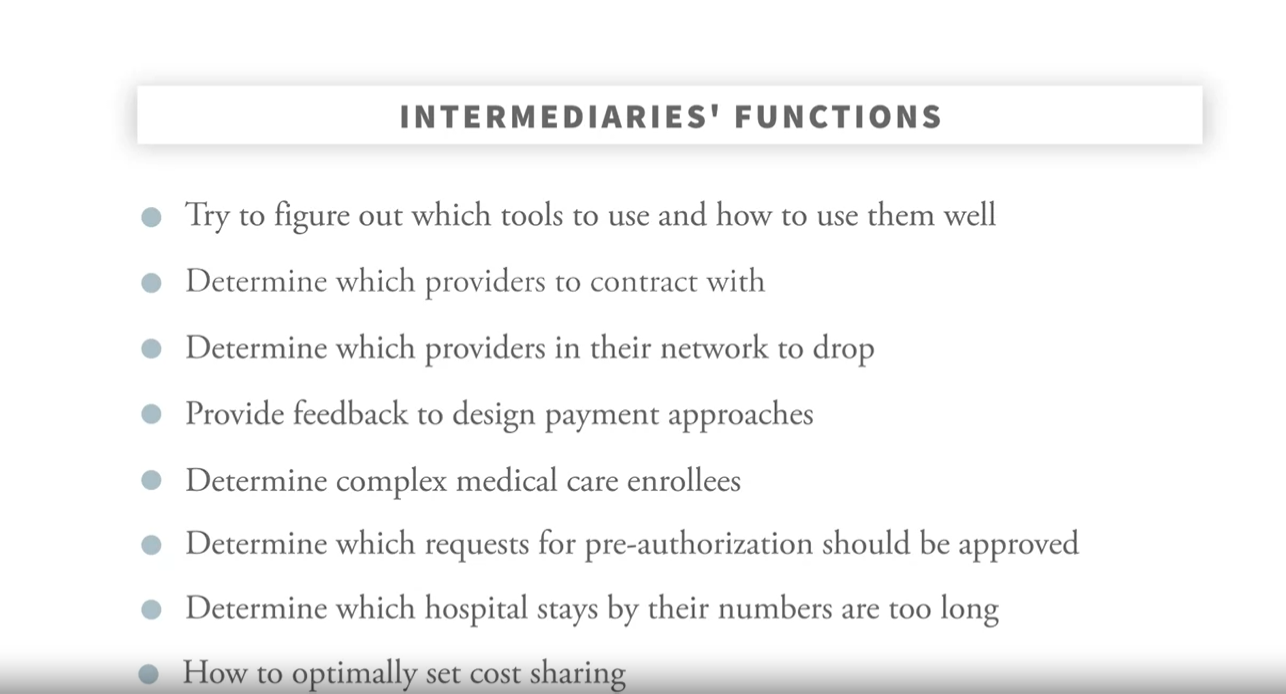 INTERMEDIARIES' FUNCTIONS
Try to figure out which tools to use and how to use them well
Determine which providers to contract with
Determine which providers in their network to drop
Provide feedback to design payment approaches
Determine complex medical care enrollees
Determine which requests for pre-authorization should be approved
Determine which hospital stays by their numbers are too long
How to optimally set cost sharing